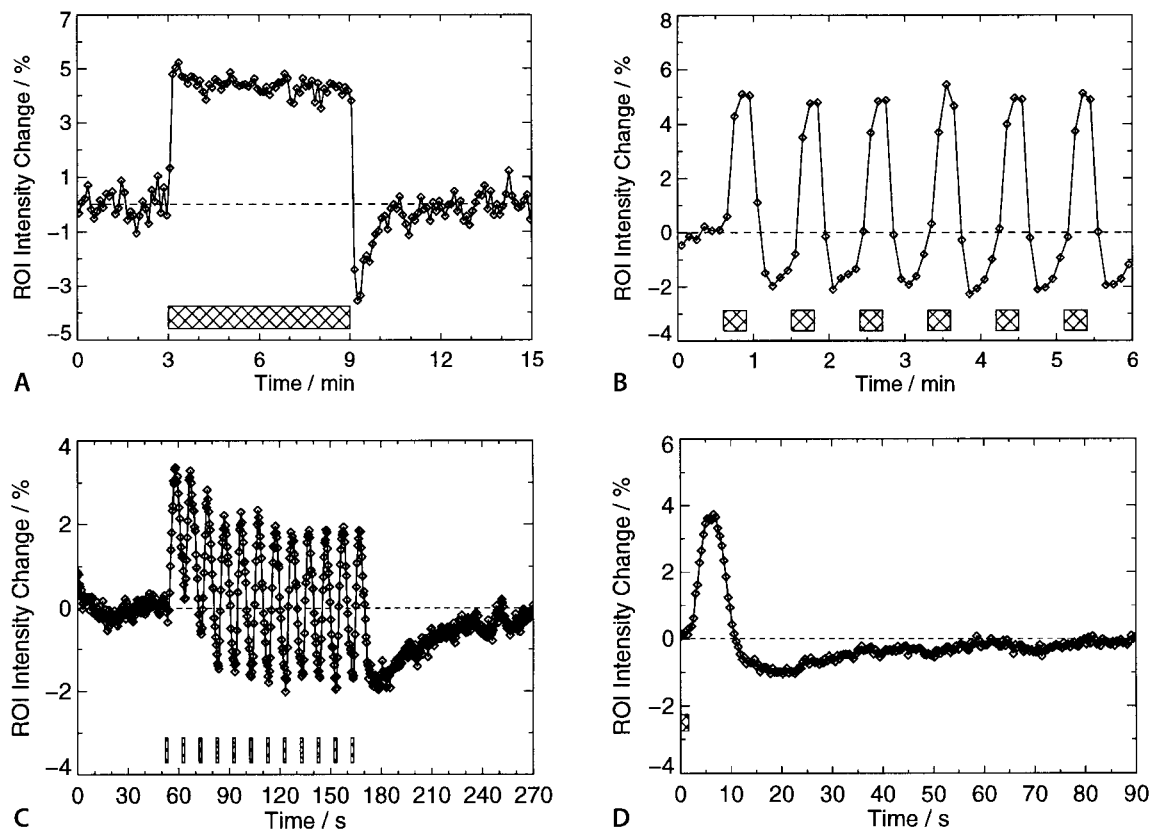 ROI Intensity Change / %
7
5
3
1
−1
−3
−5
0 3 6 9 12 15
A Time / min
ROI Intensity Change / %
8
6
4
2
0
−2
−4
0 1 2 3 4 5 6
B Time / min
ROI Intensity Change / %
4
2
0
−2
−4
0 30 60 90 120 150 180 210 240 270
C Time / s
ROI Intensity Change / %
6
4
2
0
−2
−4
0 10 20 30 40 50 60 70 80 90
D Time / s